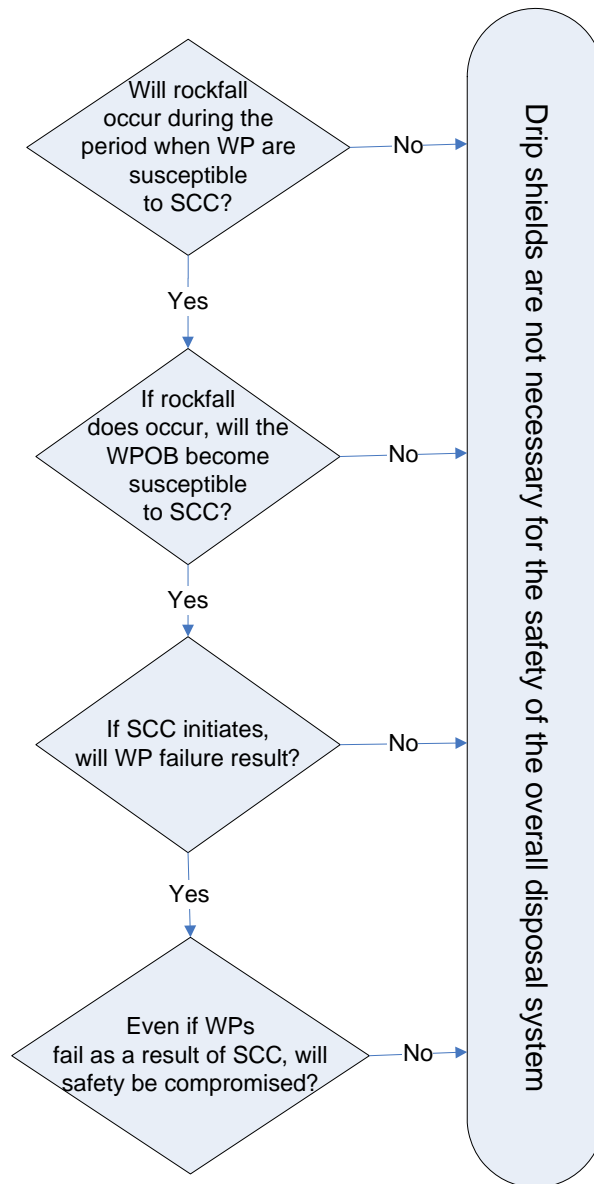 Will rockfall
occur during the
period when WP are
susceptible
to SCC?
No
Yes
If rockfall
does occur, will the
WPOB become
susceptible
to SCC?
No
Yes
If SCC initiates,
will WP failure result?
No
Yes
Even if WPs
fail as a result of SCC, will
safety be compromised?
No
Drip shields are not necessary for the safety of the overall disposal system